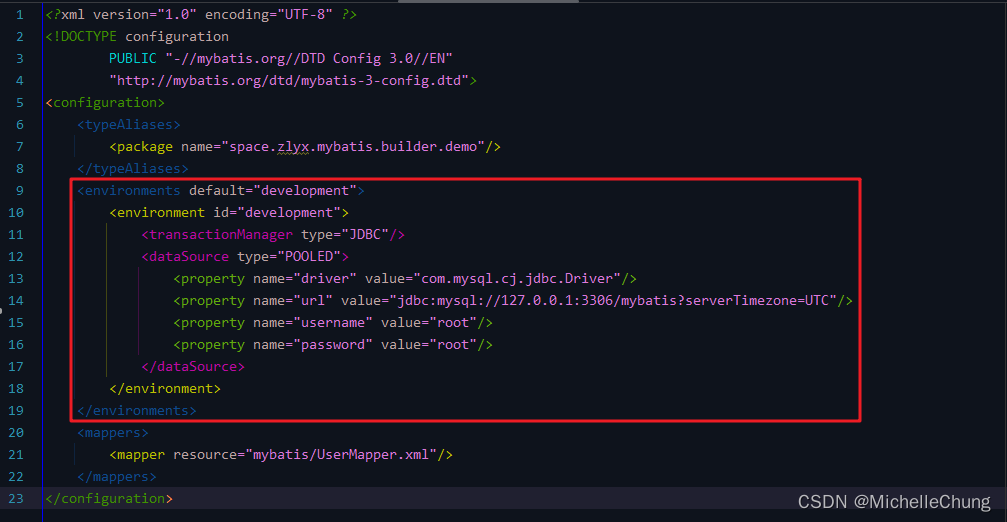 1 <?xml version="1.0" encoding="UTF-8" ?>
2 <!DOCTYPE configuration
3         PUBLIC "-//mybatis.org//DTD Config 3.0//EN"
4         "http://mybatis.org/dtd/mybatis-3-config.dtd">
5 <configuration>
6     <typeAliases>
7         <package name="space.zlyx.mybatis.builder.demo"/>
8     </typeAliases>
9     <environments default="development">
10         <environment id="development">
11             <transactionManager type="JDBC"/>
12             <dataSource type="POOLED">
13                 <property name="driver" value="com.mysql.cj.jdbc.Driver"/>
14                 <property name="url" value="jdbc:mysql://127.0.0.1:3306/mybatis?serverTimezone=UTC"/>
15                 <property name="username" value="root"/>
16                 <property name="password" value="root"/>
17             </dataSource>
18         </environment>
19     </environments>
20     <mappers>
21         <mapper resource="mybatis/UserMapper.xml"/>
22     </mappers>
23 </configuration>
CSDN @MichelleChung